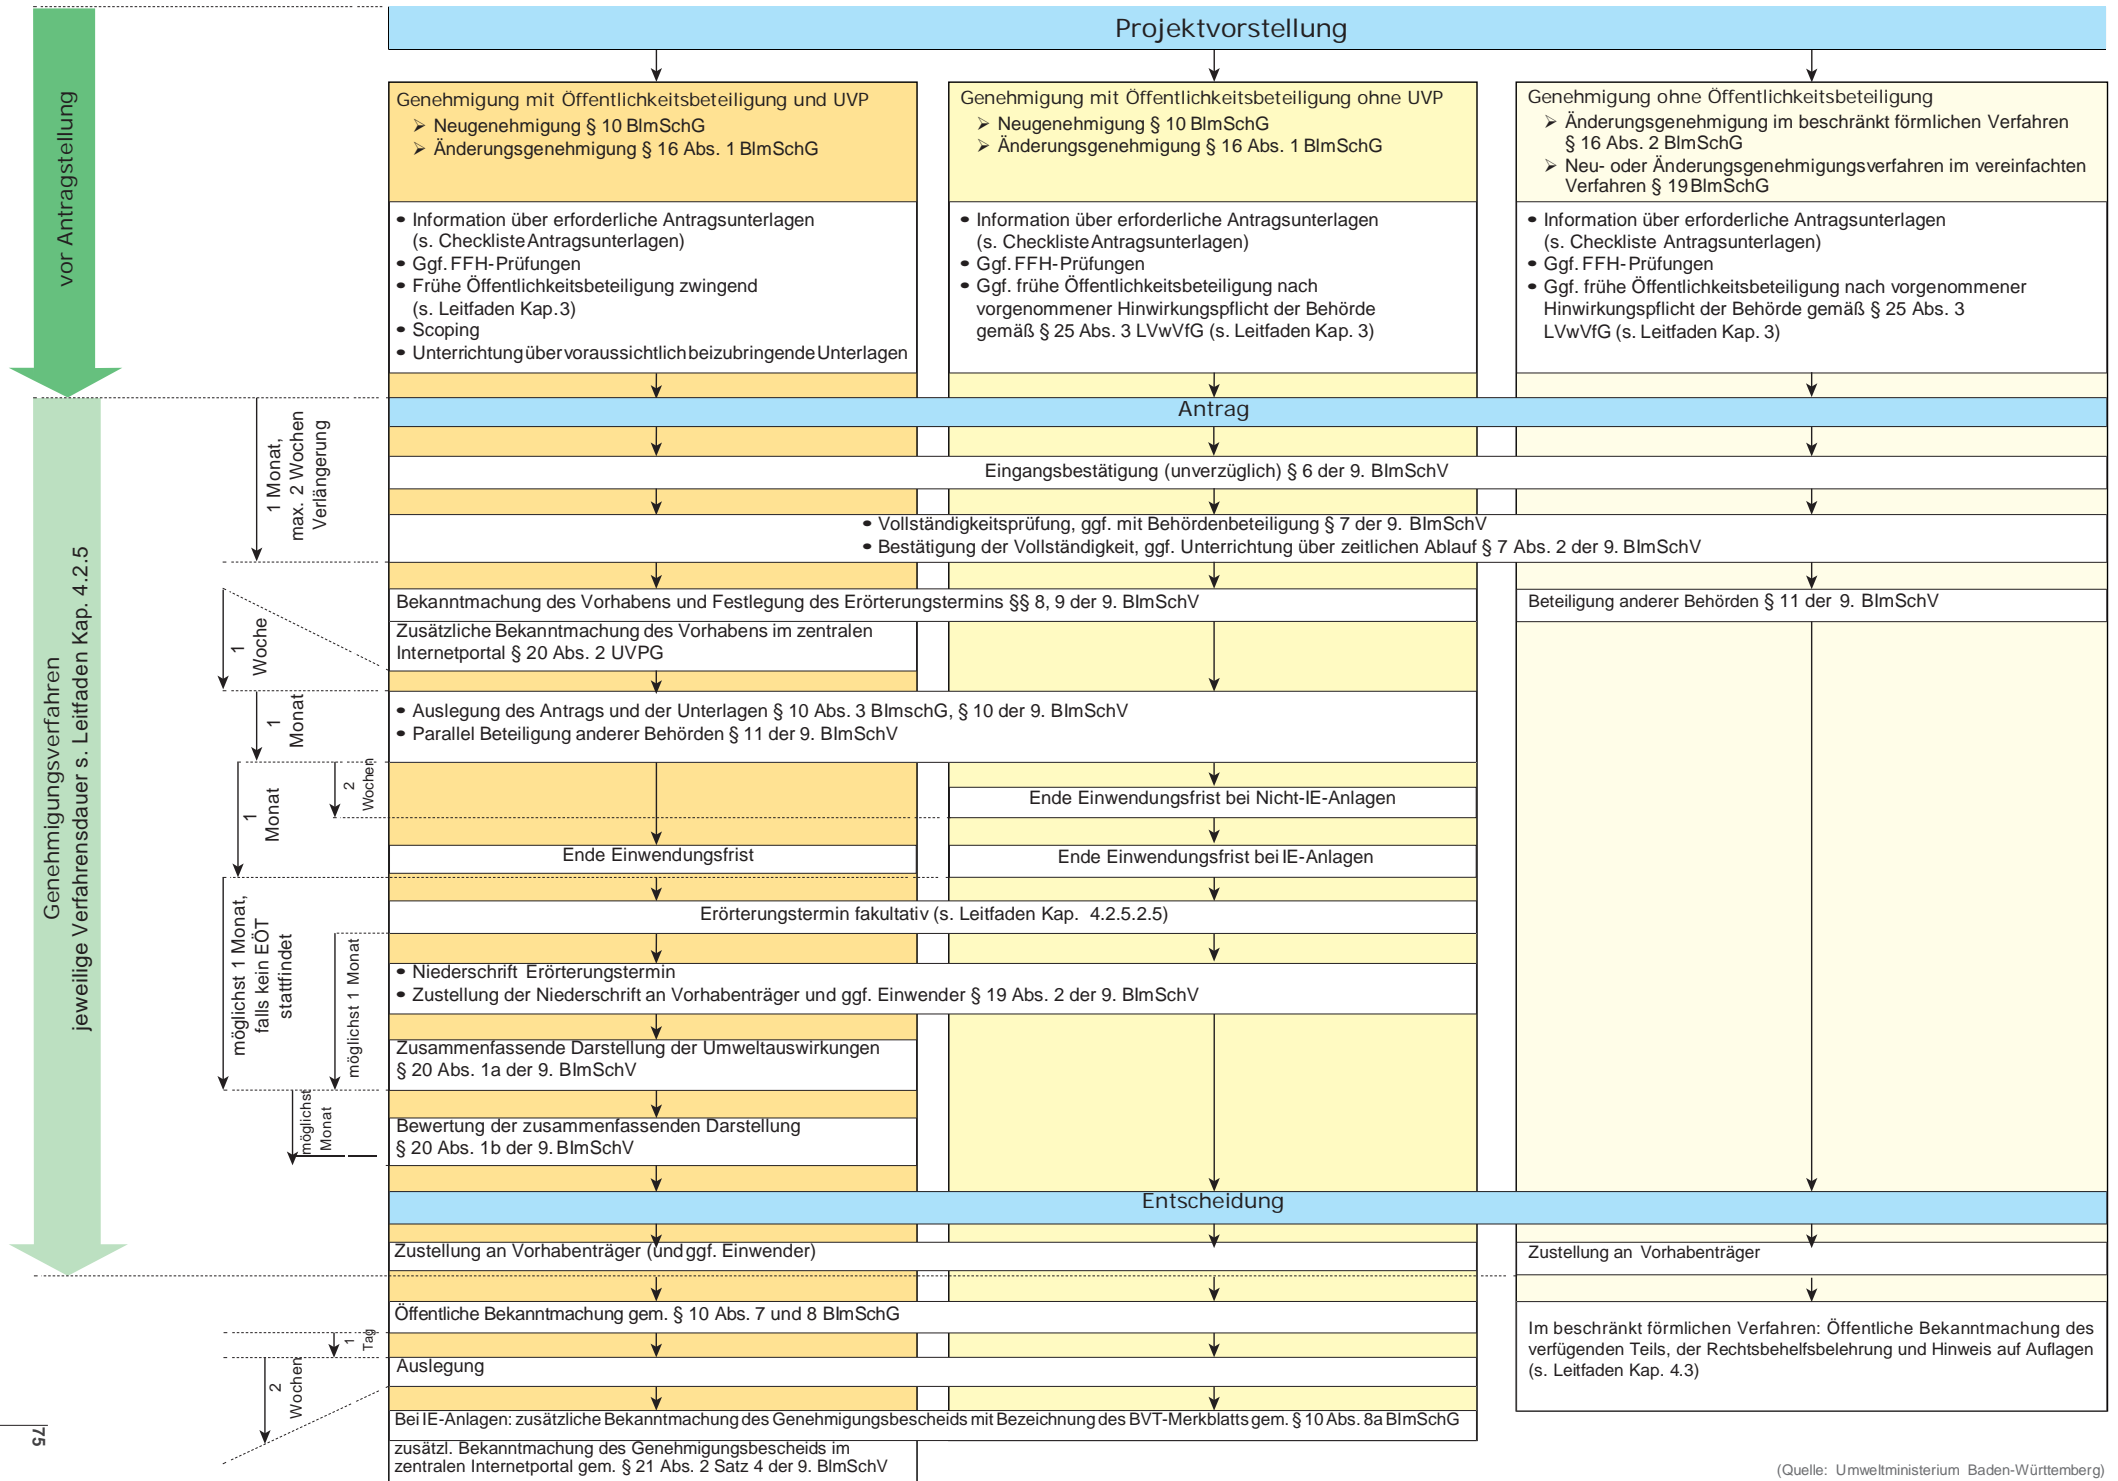 Projektvorstellung
vor Antragstellung
Genehmigung mit Öffentlichkeitsbeteiligung und UVP
➢ Neugenehmigung § 10 BImSchG
➢ Änderungsgenehmigung § 16 Abs. 1 BImSchG
• Information über erforderliche Antragsunterlagen
(s. Checkliste Antragsunterlagen)
• Ggf. FFH-Prüfungen
• Frühe Öffentlichkeitsbeteiligung zwingend
(s. Leitfaden Kap. 3)
• Scoping
• Unterrichtung über voraussichtlich beizubringende Unterlagen
Genehmigung mit Öffentlichkeitsbeteiligung ohne UVP
➢ Neugenehmigung § 10 BImSchG
➢ Änderungsgenehmigung § 16 Abs. 1 BImSchG
• Information über erforderliche Antragsunterlagen
(s. Checkliste Antragsunterlagen)
• Ggf. FFH-Prüfungen
• Ggf. frühe Öffentlichkeitsbeteiligung nach
vorgenommener Hinwirkungspflicht der Behörde
gemäß § 25 Abs. 3 LVwVfG (s. Leitfaden Kap. 3)
Genehmigung ohne Öffentlichkeitsbeteiligung
➢ Änderungsgenehmigung im beschränkt förmlichen Verfahren
§ 16 Abs. 2 BImSchG
➢ Neu- oder Änderungsgenehmigungsverfahren im vereinfachten
Verfahren § 19 BImSchG
• Information über erforderliche Antragsunterlagen
(s. Checkliste Antragsunterlagen)
• Ggf. FFH-Prüfungen
• Ggf. frühe Öffentlichkeitsbeteiligung nach vorgenommener
Hinwirkungspflicht der Behörde gemäß § 25 Abs. 3
LVwVfG (s. Leitfaden Kap. 3)
Genehmigungsverfahren
jeweilige Verfahrensdauer s. Leitfaden Kap. 4.2.5
Antrag
1 Monat,
max. 2 Wochen
Verlängerung
Eingangsbestätigung (unverzüglich) § 6 der 9. BImSchV
• Vollständigkeitsprüfung, ggf. mit Behördenbeteiligung § 7 der 9. BImSchV
• Bestätigung der Vollständigkeit, ggf. Unterrichtung über zeitlichen Ablauf § 7 Abs. 2 der 9. BImSchV
1
Woche
Bekanntmachung des Vorhabens und Festlegung des Erörterungstermins §§ 8, 9 der 9. BImSchV
Beteiligung anderer Behörden § 11 der 9. BImSchV
Zusätzliche Bekanntmachung des Vorhabens im zentralen
Internetportal § 20 Abs. 2 UVPG
1
Monat
• Auslegung des Antrags und der Unterlagen § 10 Abs. 3 BImschG, § 10 der 9. BImSchV
• Parallel Beteiligung anderer Behörden § 11 der 9. BImSchV
1
Monat
2
Wochen
Ende Einwendungsfrist bei Nicht-IE-Anlagen
Ende Einwendungsfrist
Ende Einwendungsfrist bei IE-Anlagen
möglichst 1 Monat,
falls kein EÖT
stattfindet
möglichst 1 Monat
Erörterungstermin fakultativ (s. Leitfaden Kap. 4.2.5.2.5)
• Niederschrift Erörterungstermin
• Zustellung der Niederschrift an Vorhabenträger und ggf. Einwender § 19 Abs. 2 der 9. BImSchV
Zusammenfassende Darstellung der Umweltauswirkungen
§ 20 Abs. 1a der 9. BImSchV
möglichst
Monat
Bewertung der zusammenfassenden Darstellung
§ 20 Abs. 1b der 9. BImSchV
Entscheidung
Zustellung an Vorhabenträger (und ggf. Einwender)
Zustellung an Vorhabenträger
Öffentliche Bekanntmachung gem. § 10 Abs. 7 und 8 BImSchG
Im beschränkt förmlichen Verfahren: Öffentliche Bekanntmachung des
verfügenden Teils, der Rechtsbehelfsbelehrung und Hinweis auf Auflagen
(s. Leitfaden Kap. 4.3)
1
Tag
2
Wochen
Auslegung
Bei IE-Anlagen: zusätzliche Bekanntmachung des Genehmigungsbescheids mit Bezeichnung des BVT-Merkblatts gem. § 10 Abs. 8a BImSchG
zusätzl. Bekanntmachung des Genehmigungsbescheids im
zentralen Internetportal gem. § 21 Abs. 2 Satz 4 der 9. BImSchV
75
(Quelle: Umweltministerium Baden-Württemberg)